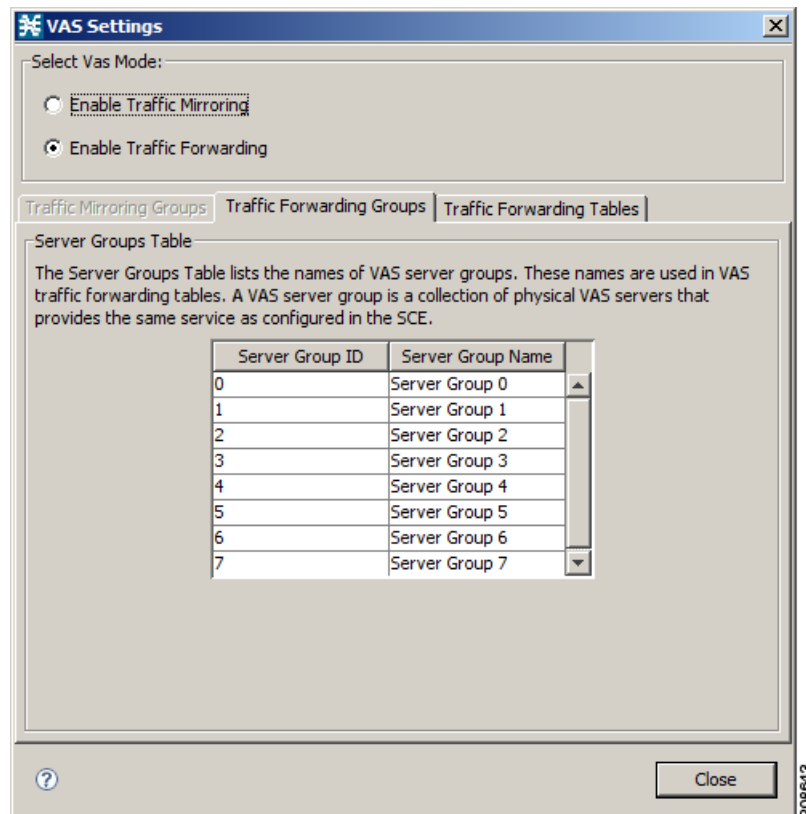 VAS Settings
Select Vas Mode:
Enable Traffic Mirroring
Enable Traffic Forwarding
Traffic Mirroring Groups Traffic Forwarding Groups Traffic Forwarding Tables
Server Groups Table
The Server Groups Table lists the names of VAS server groups. These names are used in VAS
traffic forwarding tables. A VAS server group is a collection of physical VAS servers that
provides the same service as configured in the SCE.
Server Group ID Server Group Name
0 Server Group 0
1 Server Group 1
2 Server Group 2
3 Server Group 3
4 Server Group 4
5 Server Group 5
6 Server Group 6
7 Server Group 7
? Close